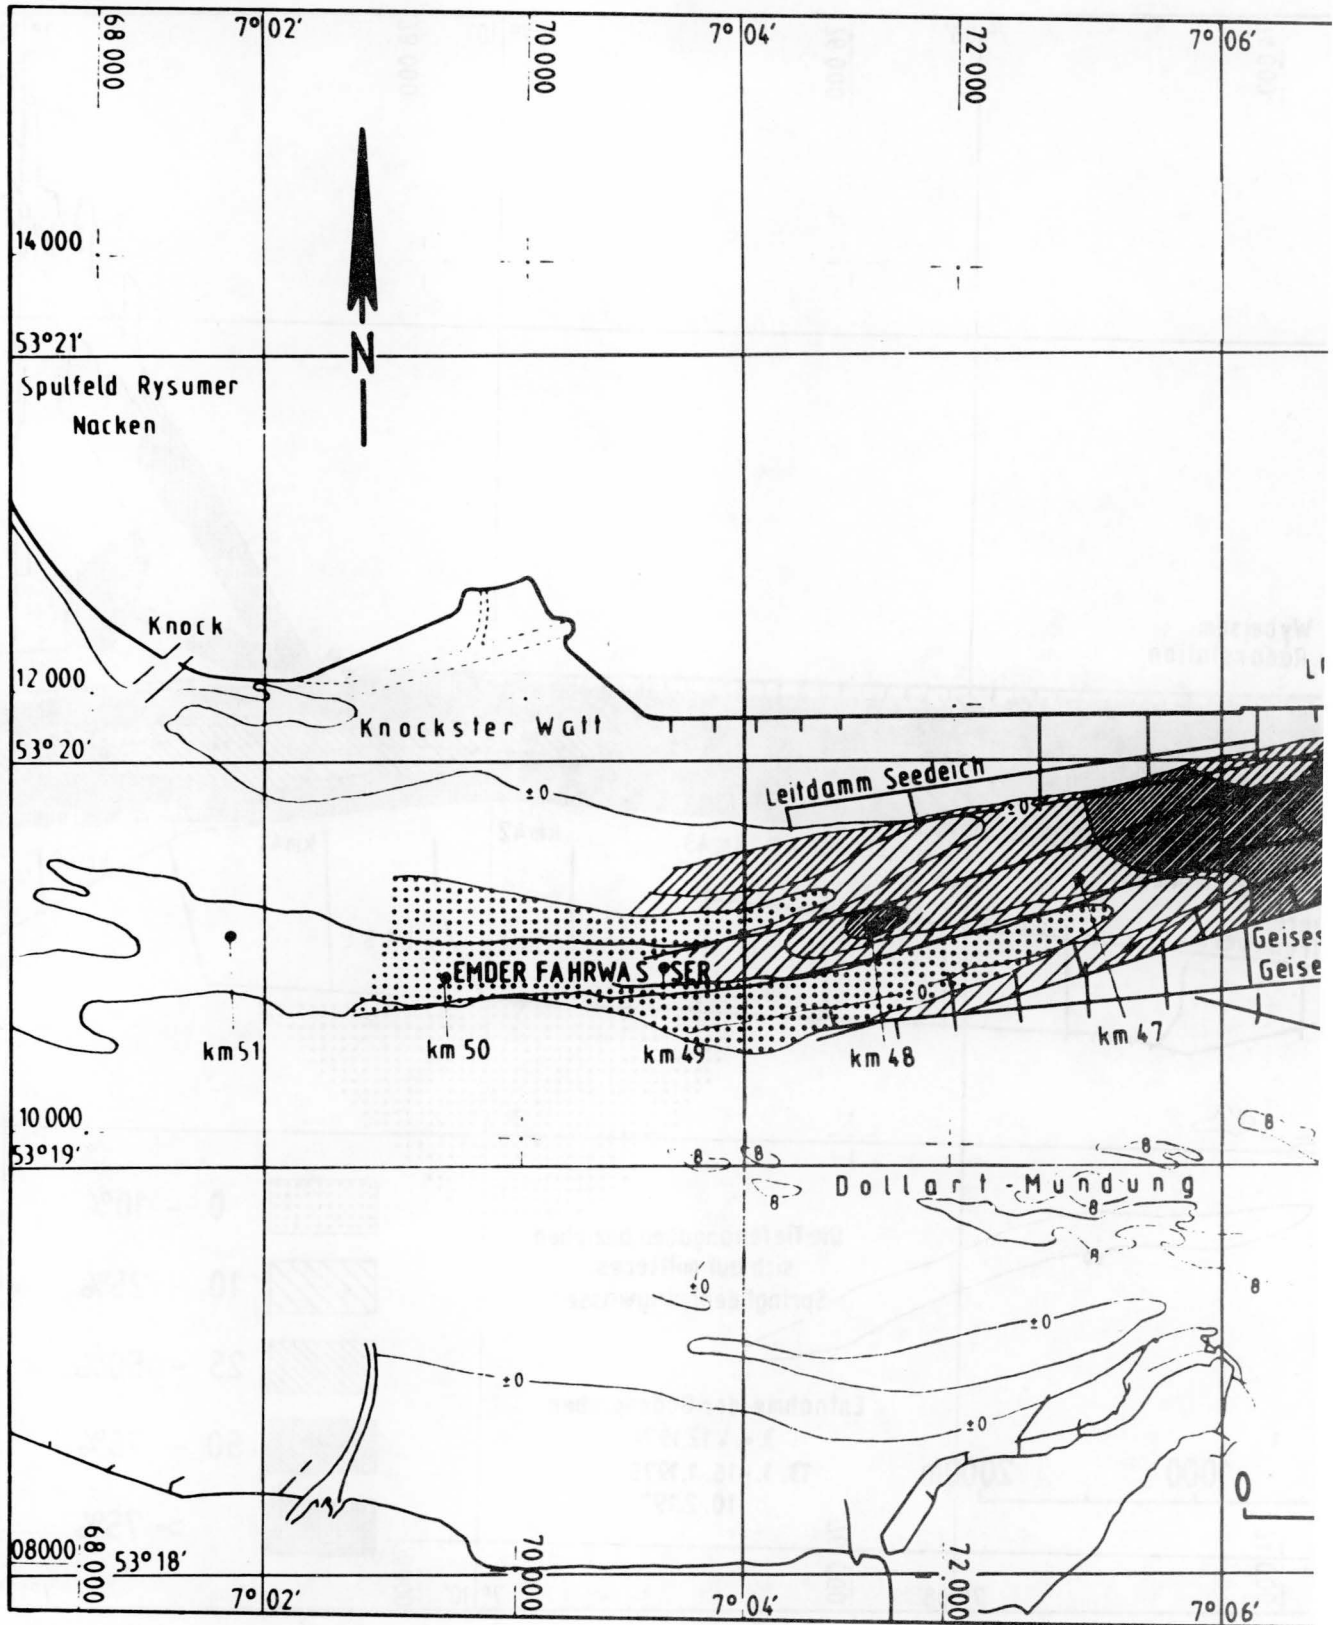 68 000
7°02'
70 000
7°04'
72 000
7°06'
14 000
N
53°21'
Spulfeld Rysumer
Nacken
Knock
12 000
Knockster Watt
53°20'
±0
Leitdamm Seedeich
±0
EMDER FAHRWASSER
±0
Geise
km 51
km 50
km 49
km 48
km 47
10 000
53°19'
8
8
8
8
8
Dollart-Mündung
8
8
8
±0
±0
±0
±0
0
08000
68 000
53°18'
7°02'
70 000
7°04'
72 000
7°06'